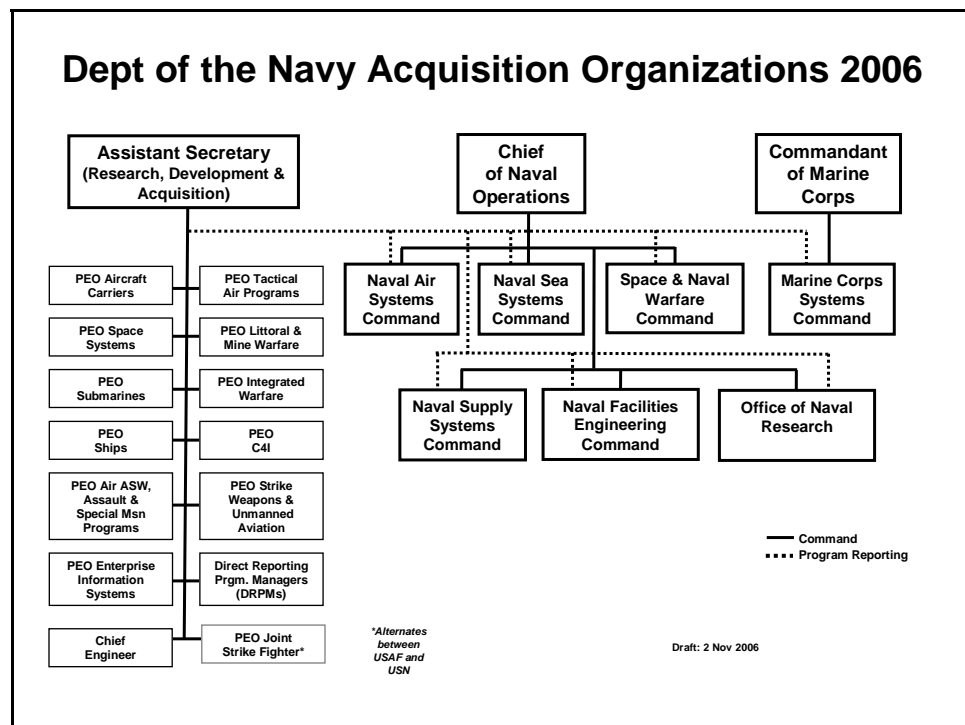 Dept of the Navy Acquisition Organizations 2006
Assistant Secretary
(Research, Development &
Acquisition)
Chief
of Naval
Operations
Commandant
of Marine
Corps
PEO Aircraft
Carriers
PEO Tactical
Air Programs
Naval Air
Systems
Command
Naval Sea
Systems
Command
Space & Naval
Warfare
Command
Marine Corps
Systems
Command
PEO Space
Systems
PEO Littoral &
Mine Warfare
PEO
Submarines
PEO Integrated
Warfare
Naval Supply
Systems
Command
Naval Facilities
Engineering
Command
Office of Naval
Research
PEO
Ships
PEO
C4I
PEO Air ASW,
Assault &
Special Msn
Programs
PEO Strike
Weapons &
Unmanned
Aviation
Command
Program Reporting
PEO Enterprise
Information
Systems
Direct Reporting
Prgm. Managers
(DRPMs)
Chief
Engineer
PEO Joint
Strike Fighter*
*Alternates
between
USAF and
USN
Draft: 2 Nov 2006